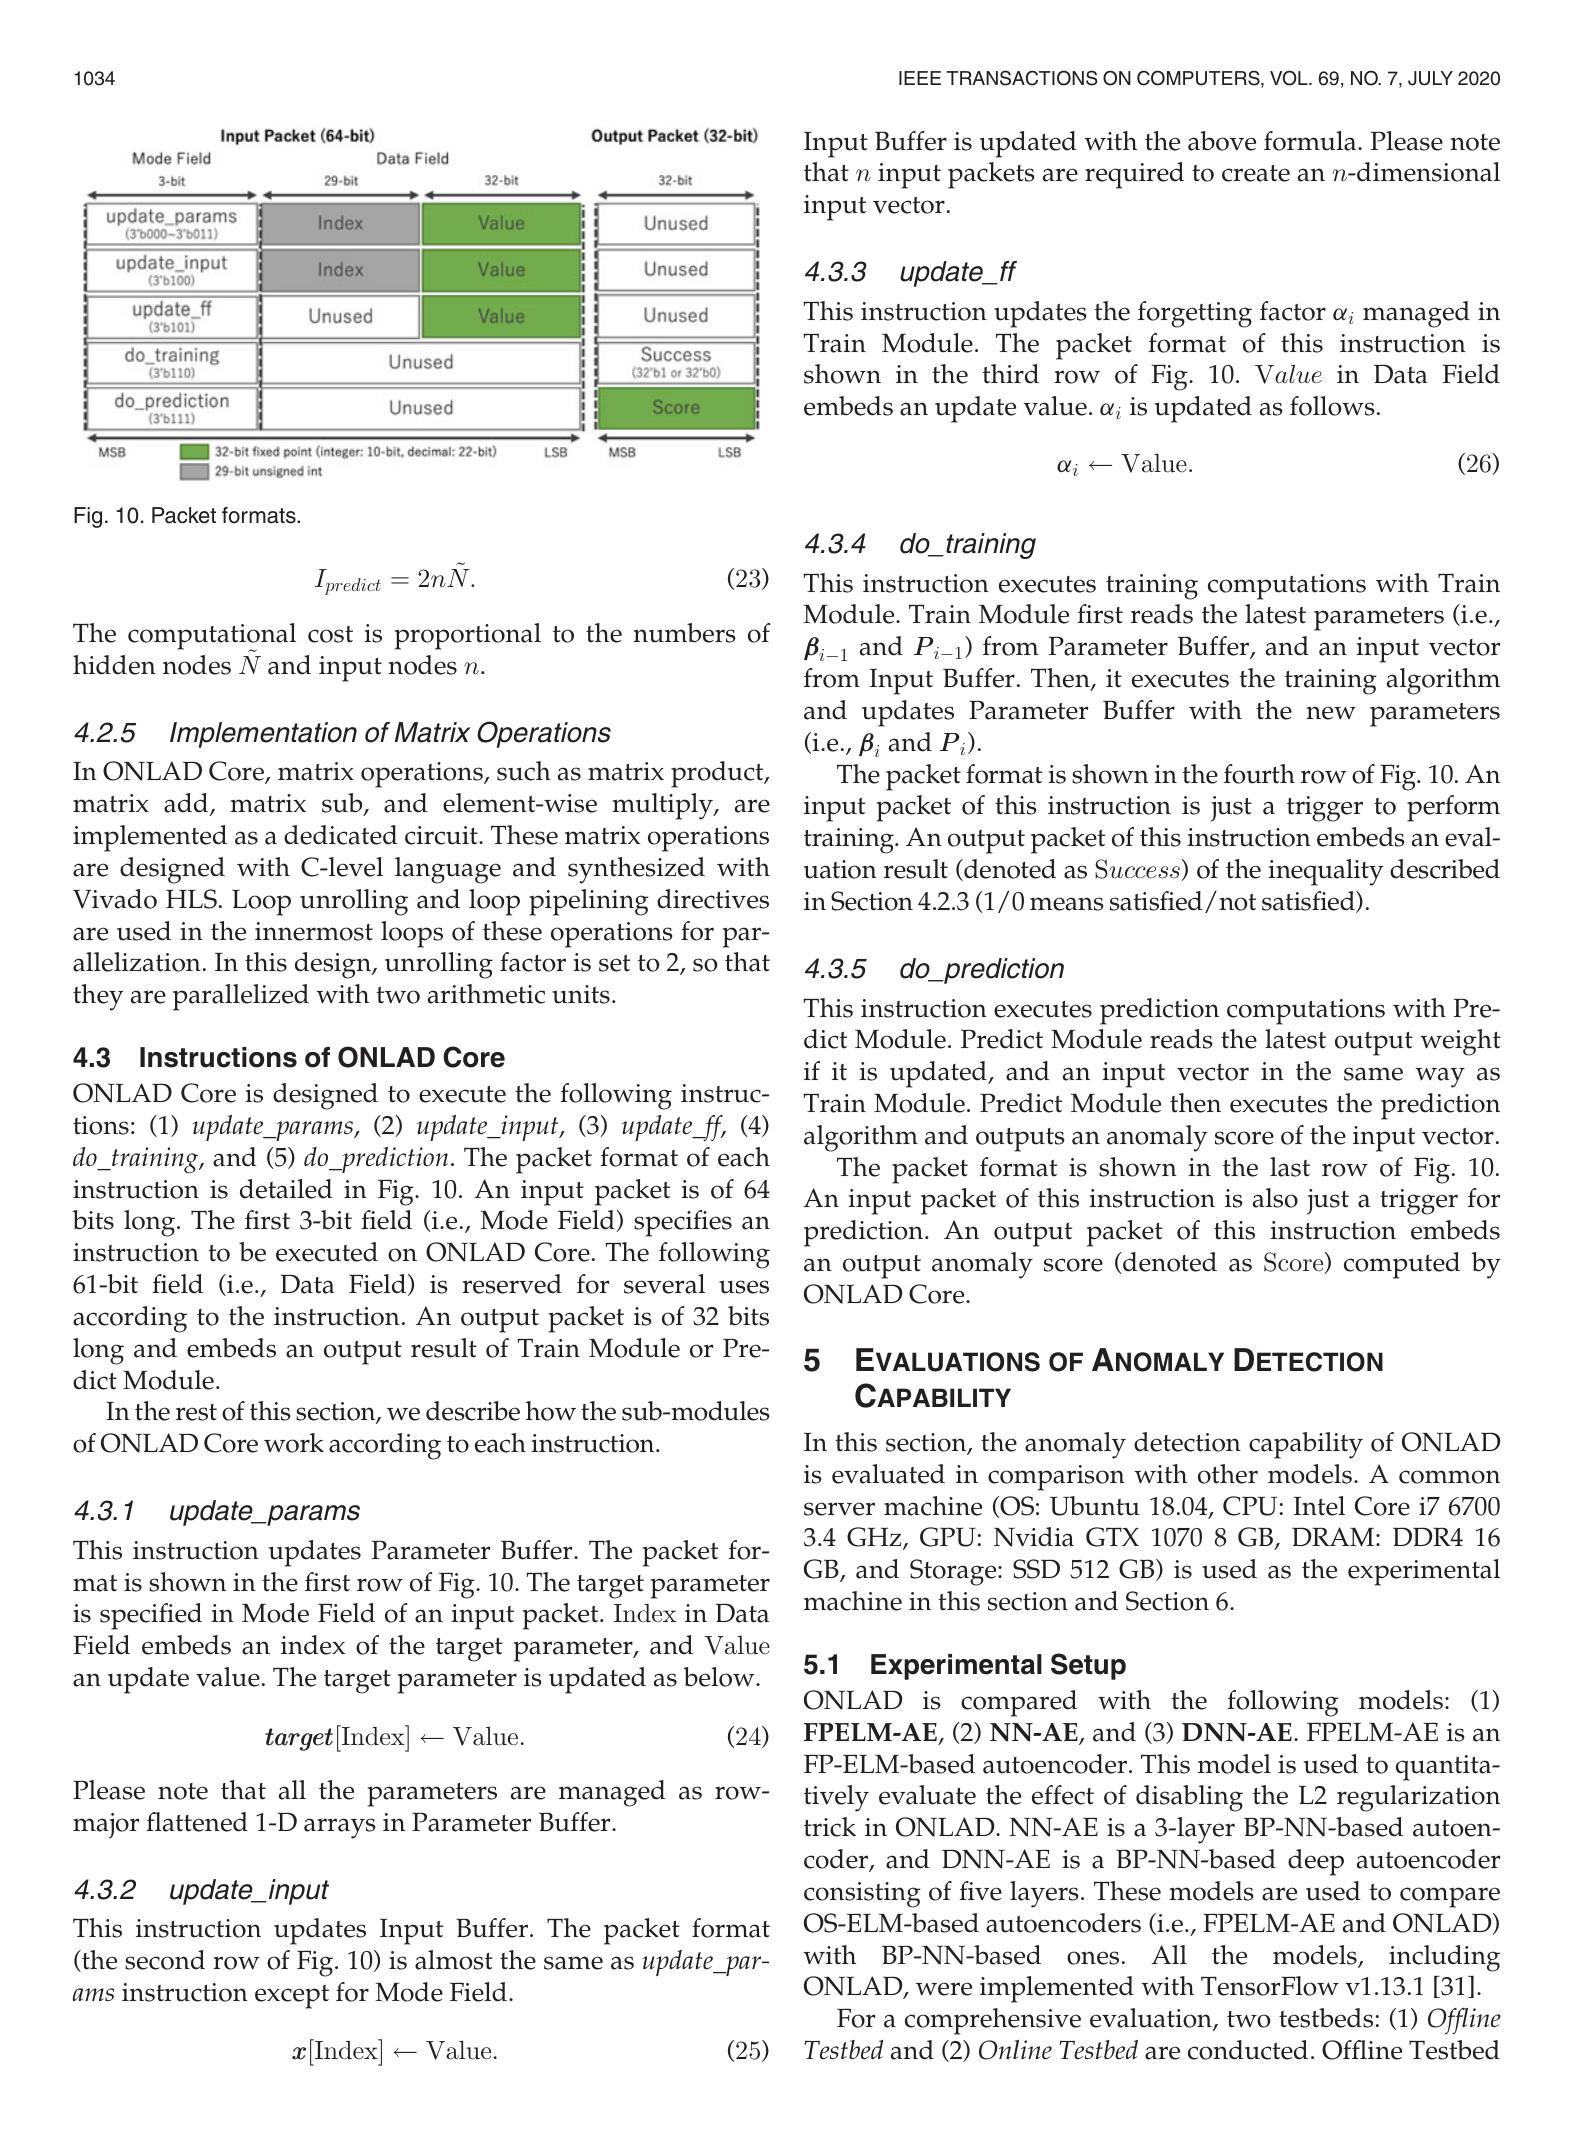 1034
IEEE TRANSACTIONS ON COMPUTERS, VOL. 69, NO. 7, JULY 2020
Input Packet (64-bit)
Output Packet (32-bit)
Mode Field
Data Field
3-bit
29-bit
32-bit
32-bit
update_params
(3'b000~3'b011)
Index
Value
Unused
update_input
(3'b100)
Index
Value
Unused
update_ff
(3'b101)
Unused
Value
Unused
do_training
(3'b110)
Unused
Success
(32'b1 or 32'b0)
do_prediction
(3'b111)
Unused
Score
MSB
32-bit fixed point (integer: 10-bit, decimal: 22-bit)
LSB
MSB
LSB
29-bit unsigned int
Fig. 10. Packet formats.
I_{predict} = 2nÑ. (23)
The computational cost is proportional to the numbers of
hidden nodes Ñ and input nodes n.
4.2.5 Implementation of Matrix Operations
In ONLAD Core, matrix operations, such as matrix product,
matrix add, matrix sub, and element-wise multiply, are
implemented as a dedicated circuit. These matrix operations
are designed with C-level language and synthesized with
Vivado HLS. Loop unrolling and loop pipelining directives
are used in the innermost loops of these operations for par-
allelization. In this design, unrolling factor is set to 2, so that
they are parallelized with two arithmetic units.
4.3 Instructions of ONLAD Core
ONLAD Core is designed to execute the following instruc-
tions: (1) update_params, (2) update_input, (3) update_ff, (4)
do_training, and (5) do_prediction. The packet format of each
instruction is detailed in Fig. 10. An input packet is of 64
bits long. The first 3-bit field (i.e., Mode Field) specifies an
instruction to be executed on ONLAD Core. The following
61-bit field (i.e., Data Field) is reserved for several uses
according to the instruction. An output packet is of 32 bits
long and embeds an output result of Train Module or Pre-
dict Module.
In the rest of this section, we describe how the sub-modules
of ONLAD Core work according to each instruction.
4.3.1 update_params
This instruction updates Parameter Buffer. The packet for-
mat is shown in the first row of Fig. 10. The target parameter
is specified in Mode Field of an input packet. Index in Data
Field embeds an index of the target parameter, and Value
an update value. The target parameter is updated as below.
target[Index] ← Value. (24)
Please note that all the parameters are managed as row-
major flattened 1-D arrays in Parameter Buffer.
4.3.2 update_input
This instruction updates Input Buffer. The packet format
(the second row of Fig. 10) is almost the same as update_par-
ams instruction except for Mode Field.
x[Index] ← Value. (25)
Input Buffer is updated with the above formula. Please note
that n input packets are required to create an n-dimensional
input vector.
4.3.3 update_ff
This instruction updates the forgetting factor α_i managed in
Train Module. The packet format of this instruction is
shown in the third row of Fig. 10. Value in Data Field
embeds an update value. α_i is updated as follows.
α_i ← Value. (26)
4.3.4 do_training
This instruction executes training computations with Train
Module. Train Module first reads the latest parameters (i.e.,
β_{i−1} and P_{i−1}) from Parameter Buffer, and an input vector
from Input Buffer. Then, it executes the training algorithm
and updates Parameter Buffer with the new parameters
(i.e., β_i and P_i).
The packet format is shown in the fourth row of Fig. 10. An
input packet of this instruction is just a trigger to perform
training. An output packet of this instruction embeds an eval-
uation result (denoted as Success) of the inequality described
in Section 4.2.3 (1/0 means satisfied/not satisfied).
4.3.5 do_prediction
This instruction executes prediction computations with Pre-
dict Module. Predict Module reads the latest output weight
if it is updated, and an input vector in the same way as
Train Module. Predict Module then executes the prediction
algorithm and outputs an anomaly score of the input vector.
The packet format is shown in the last row of Fig. 10.
An input packet of this instruction is also just a trigger for
prediction. An output packet of this instruction embeds
an output anomaly score (denoted as Score) computed by
ONLAD Core.
5 EVALUATIONS OF ANOMALY DETECTION
CAPABILITY
In this section, the anomaly detection capability of ONLAD
is evaluated in comparison with other models. A common
server machine (OS: Ubuntu 18.04, CPU: Intel Core i7 6700
3.4 GHz, GPU: Nvidia GTX 1070 8 GB, DRAM: DDR4 16
GB, and Storage: SSD 512 GB) is used as the experimental
machine in this section and Section 6.
5.1 Experimental Setup
ONLAD is compared with the following models: (1)
FPELM-AE, (2) NN-AE, and (3) DNN-AE. FPELM-AE is an
FP-ELM-based autoencoder. This model is used to quantita-
tively evaluate the effect of disabling the L2 regularization
trick in ONLAD. NN-AE is a 3-layer BP-NN-based autoen-
coder, and DNN-AE is a BP-NN-based deep autoencoder
consisting of five layers. These models are used to compare
OS-ELM-based autoencoders (i.e., FPELM-AE and ONLAD)
with BP-NN-based ones. All the models, including
ONLAD, were implemented with TensorFlow v1.13.1 [31].
For a comprehensive evaluation, two testbeds: (1) Offline
Testbed and (2) Online Testbed are conducted. Offline Testbed